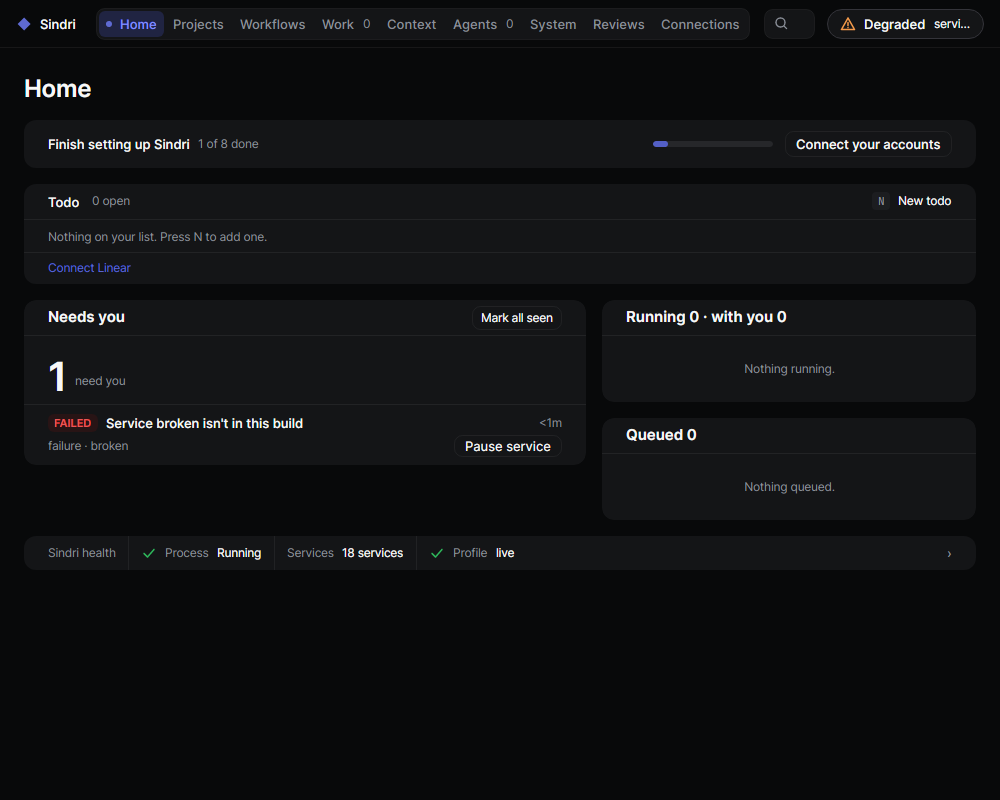 Sindri Home Projects Workflows Work 0 Context Agents 0 System Reviews Connections Degraded servi...
Home
Finish setting up Sindri 1 of 8 done Connect your accounts
Todo 0 open N New todo
Nothing on your list. Press N to add one.
Connect Linear
Needs you Mark all seen
1 need you
FAILED Service broken isn't in this build <1m
failure · broken Pause service
Running 0 · with you 0
Nothing running.
Queued 0
Nothing queued.
Sindri health Process Running Services 18 services Profile live ›